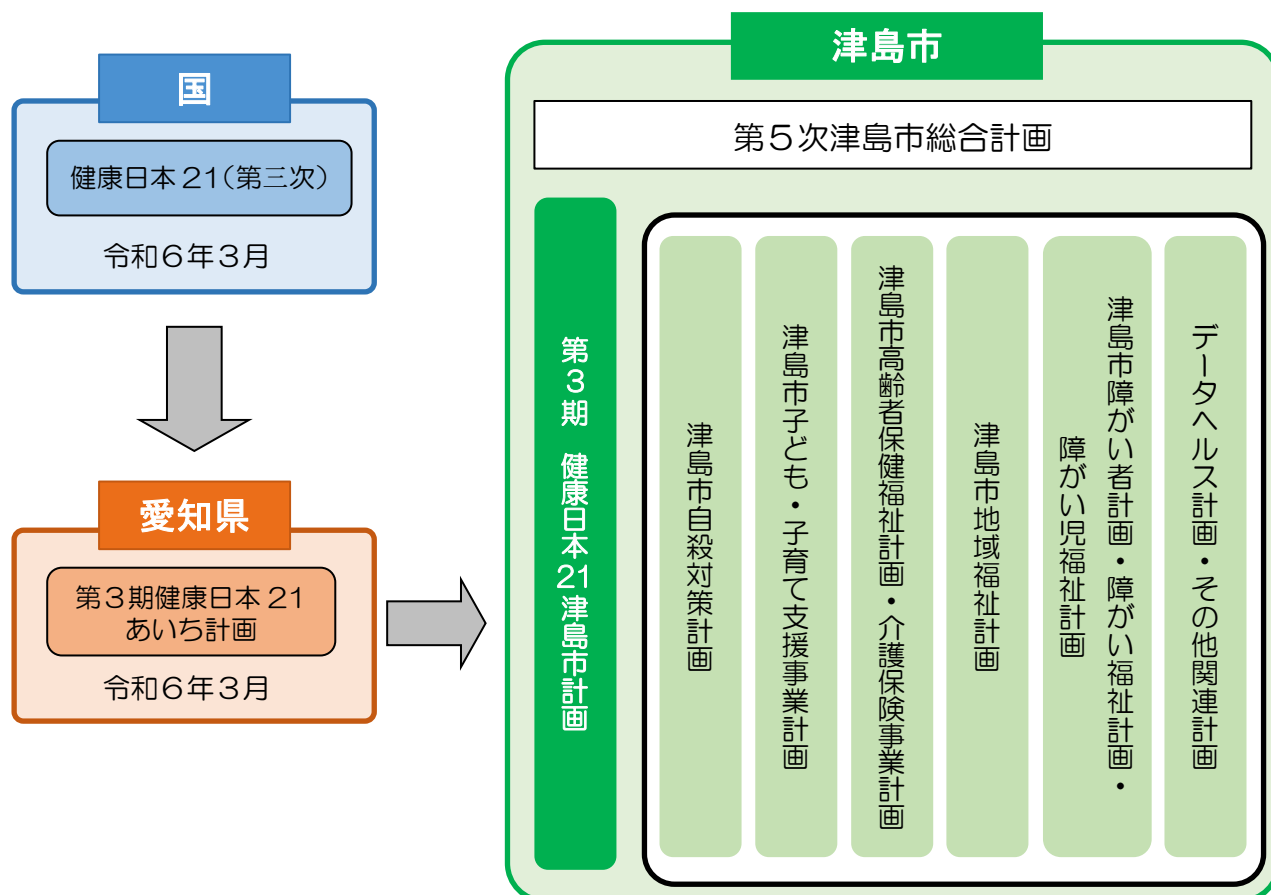 国
健康日本21(第三次)
令和6年3月
愛知県
第3期健康日本21
あいち計画
令和6年3月
津島市
第5次津島市総合計画
第3期 健康日本21津島市計画
津島市自殺対策計画
津島市子ども・子育て支援事業計画
津島市高齢者保健福祉計画・介護保険事業計画
津島市地域福祉計画
津島市障がい者計画・障がい福祉計画・
障がい児福祉計画
データヘルス計画・その他関連計画